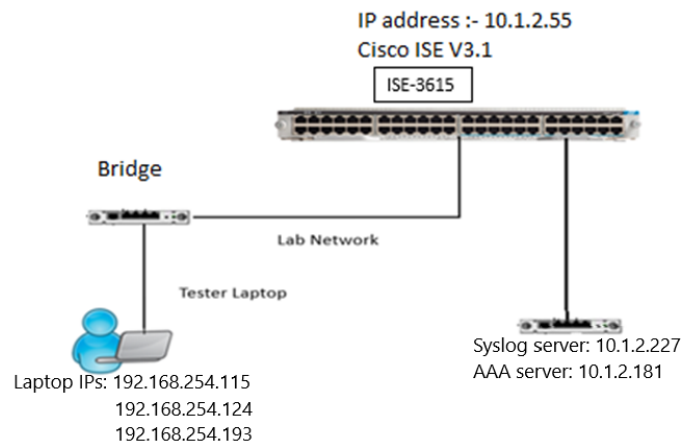 IP address :- 10.1.2.55
Cisco ISE V3.1
ISE-3615
Bridge
Lab Network
Tester Laptop
Syslog server: 10.1.2.227
AAA server: 10.1.2.181
Laptop IPs: 192.168.254.115
192.168.254.124
192.168.254.193